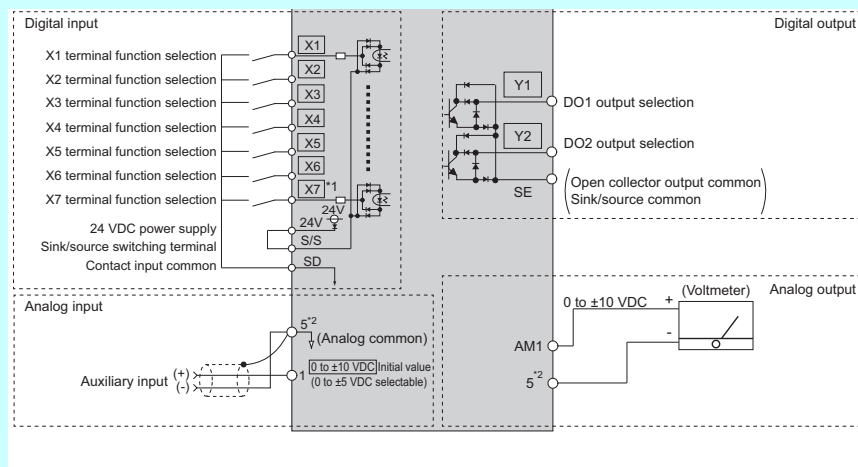 Digital input
X1 terminal function selection
X1
X2 terminal function selection
X2
X3 terminal function selection
X3
X4 terminal function selection
X4
X5 terminal function selection
X5
X6 terminal function selection
X6
X7 terminal function selection
X7 *1
24V
24 VDC power supply
24V
Sink/source switching terminal
S/S
Contact input common
SD
Digital output
Y1
DO1 output selection
Y2
DO2 output selection
SE
(Open collector output common
Sink/source common)
Analog input
5*2
(Analog common)
Auxiliary input (+)
(-)
1
0 to ±10 VDC Initial value
(0 to ±5 VDC selectable)
Analog output
0 to ±10 VDC
+
(Voltmeter)
-
AM1
5*2